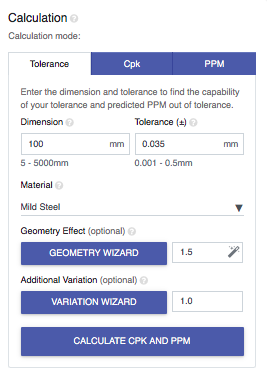 Calculation
Calculation mode:
Tolerance Cpk PPM
Enter the dimension and tolerance to find the capability
of your tolerance and predicted PPM out of tolerance.
Dimension ? Tolerance (±) ?
100 mm 0.035 mm
5 - 5000mm 0.001 - 0.5mm
Material ?
Mild Steel
Geometry Effect (optional) ?
GEOMETRY WIZARD 1.5
Additional Variation (optional) ?
VARIATION WIZARD 1.0
CALCULATE CPK AND PPM